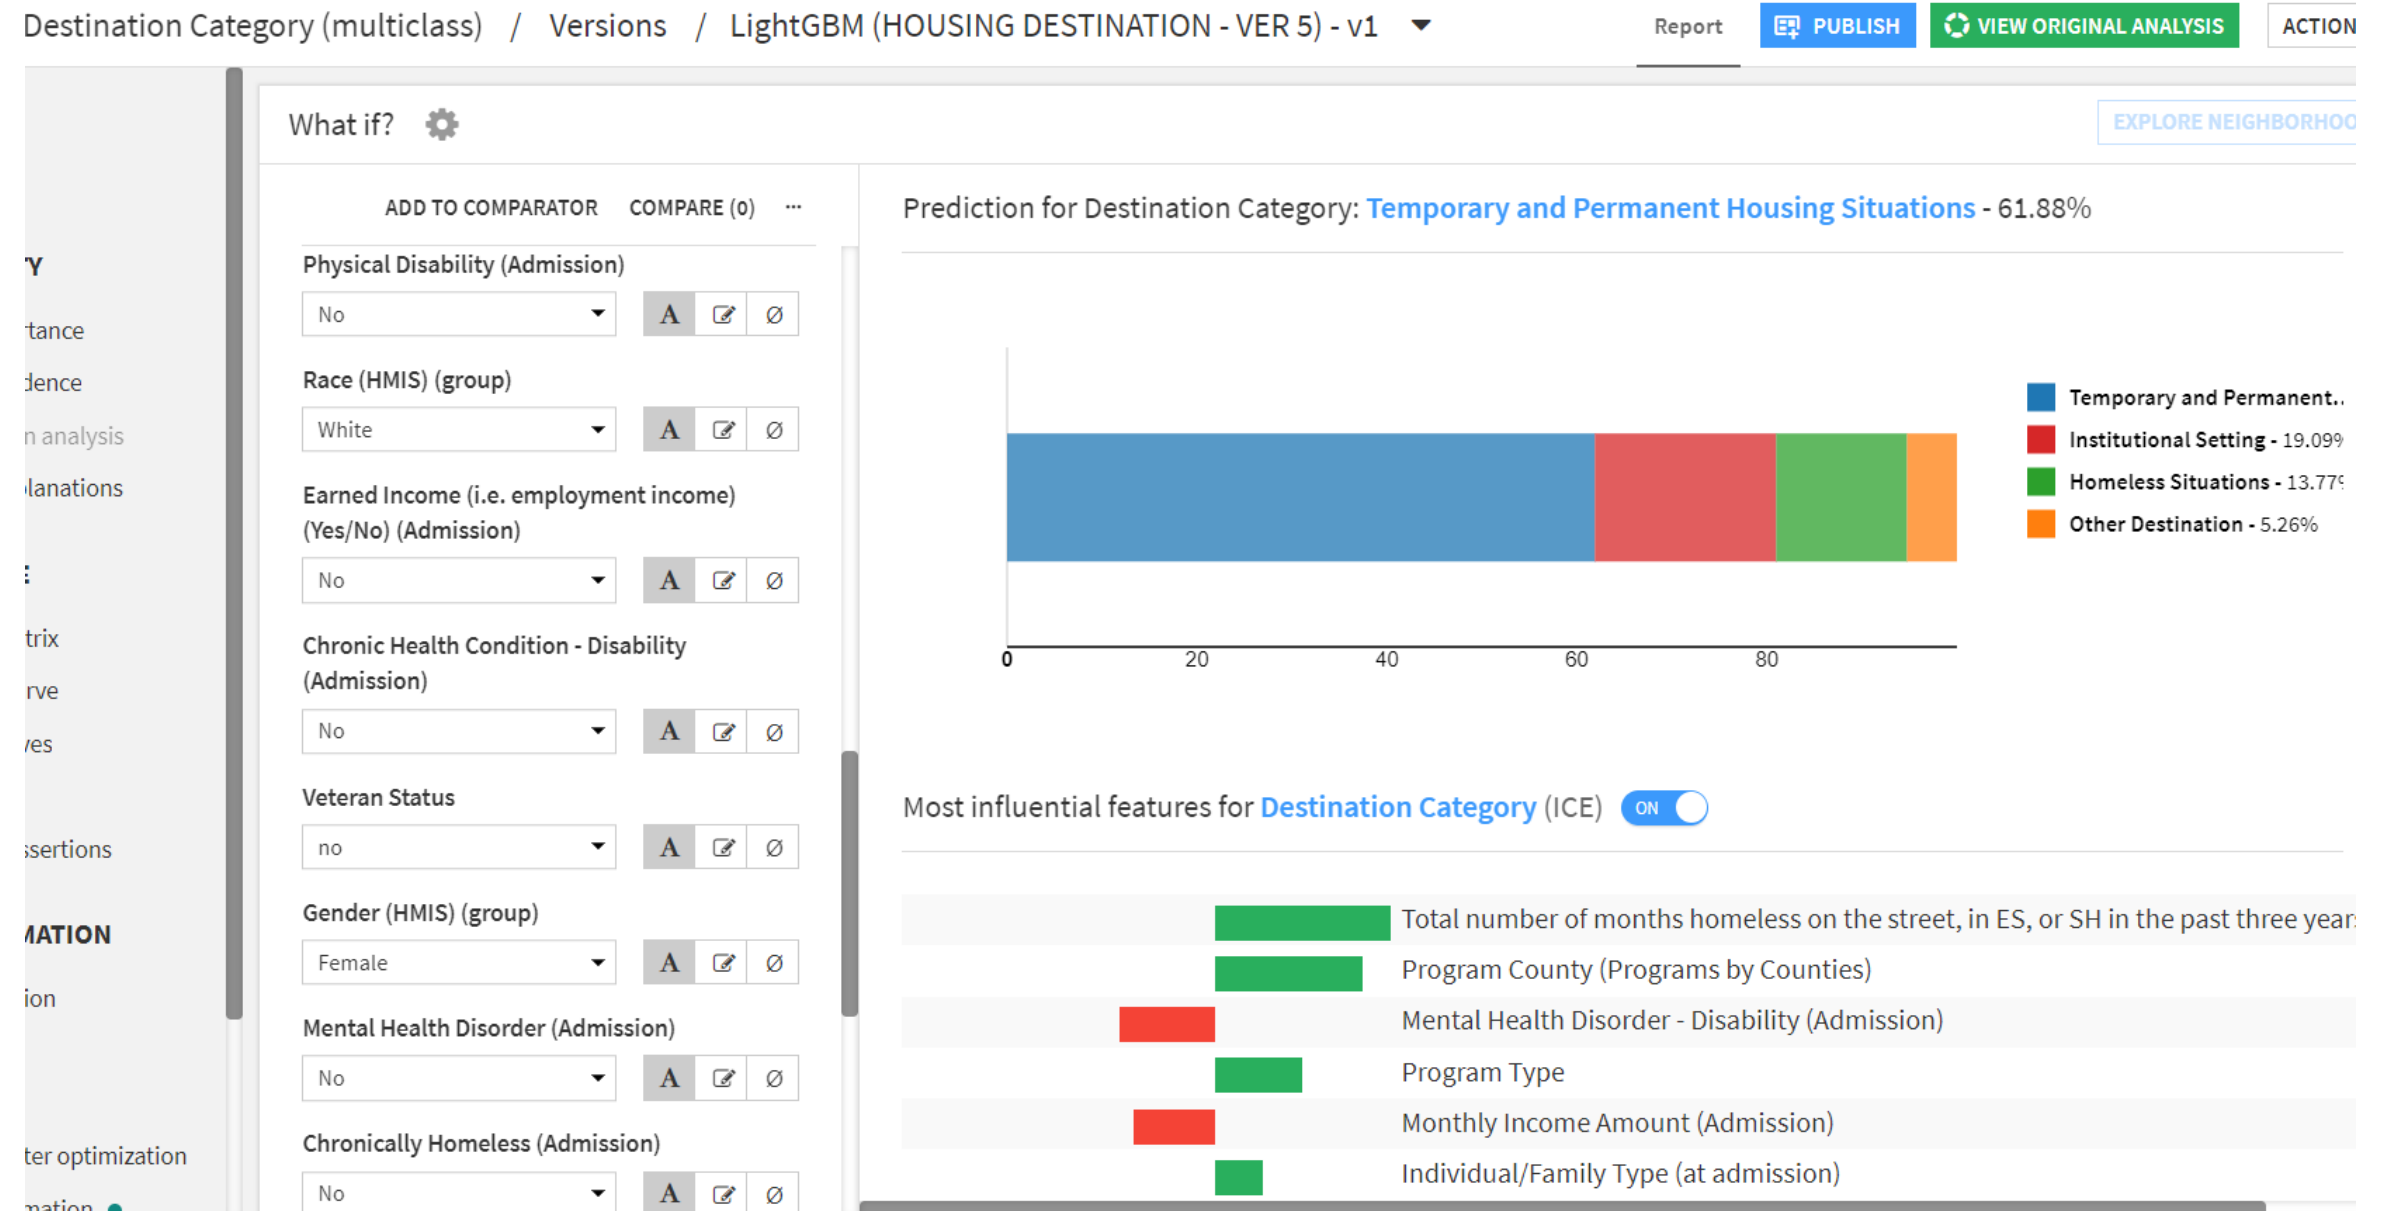 Destination Category (multiclass) / Versions / LightGBM (HOUSING DESTINATION - VER 5) - v1
Report
PUBLISH
VIEW ORIGINAL ANALYSIS
ACTION
What if?
EXPLORE NEIGHBORHOO
Y
rtance
dence
n analysis
lanations
E
trix
rve
ves
ssertions
MATION
ion
ter optimization
mation
ADD TO COMPARATOR COMPARE (0) ...
Physical Disability (Admission)
No A Ø
Race (HMIS) (group)
White A Ø
Earned Income (i.e. employment income)
(Yes/No) (Admission)
No A Ø
Chronic Health Condition - Disability
(Admission)
No A Ø
Veteran Status
no A Ø
Gender (HMIS) (group)
Female A Ø
Mental Health Disorder (Admission)
No A Ø
Chronically Homeless (Admission)
No A Ø
Prediction for Destination Category: Temporary and Permanent Housing Situations - 61.88%
Temporary and Permanent..
Institutional Setting - 19.09%
Homeless Situations - 13.77%
Other Destination - 5.26%
0 20 40 60 80
Most influential features for Destination Category (ICE) ON
Total number of months homeless on the street, in ES, or SH in the past three years
Program County (Programs by Counties)
Mental Health Disorder - Disability (Admission)
Program Type
Monthly Income Amount (Admission)
Individual/Family Type (at admission)